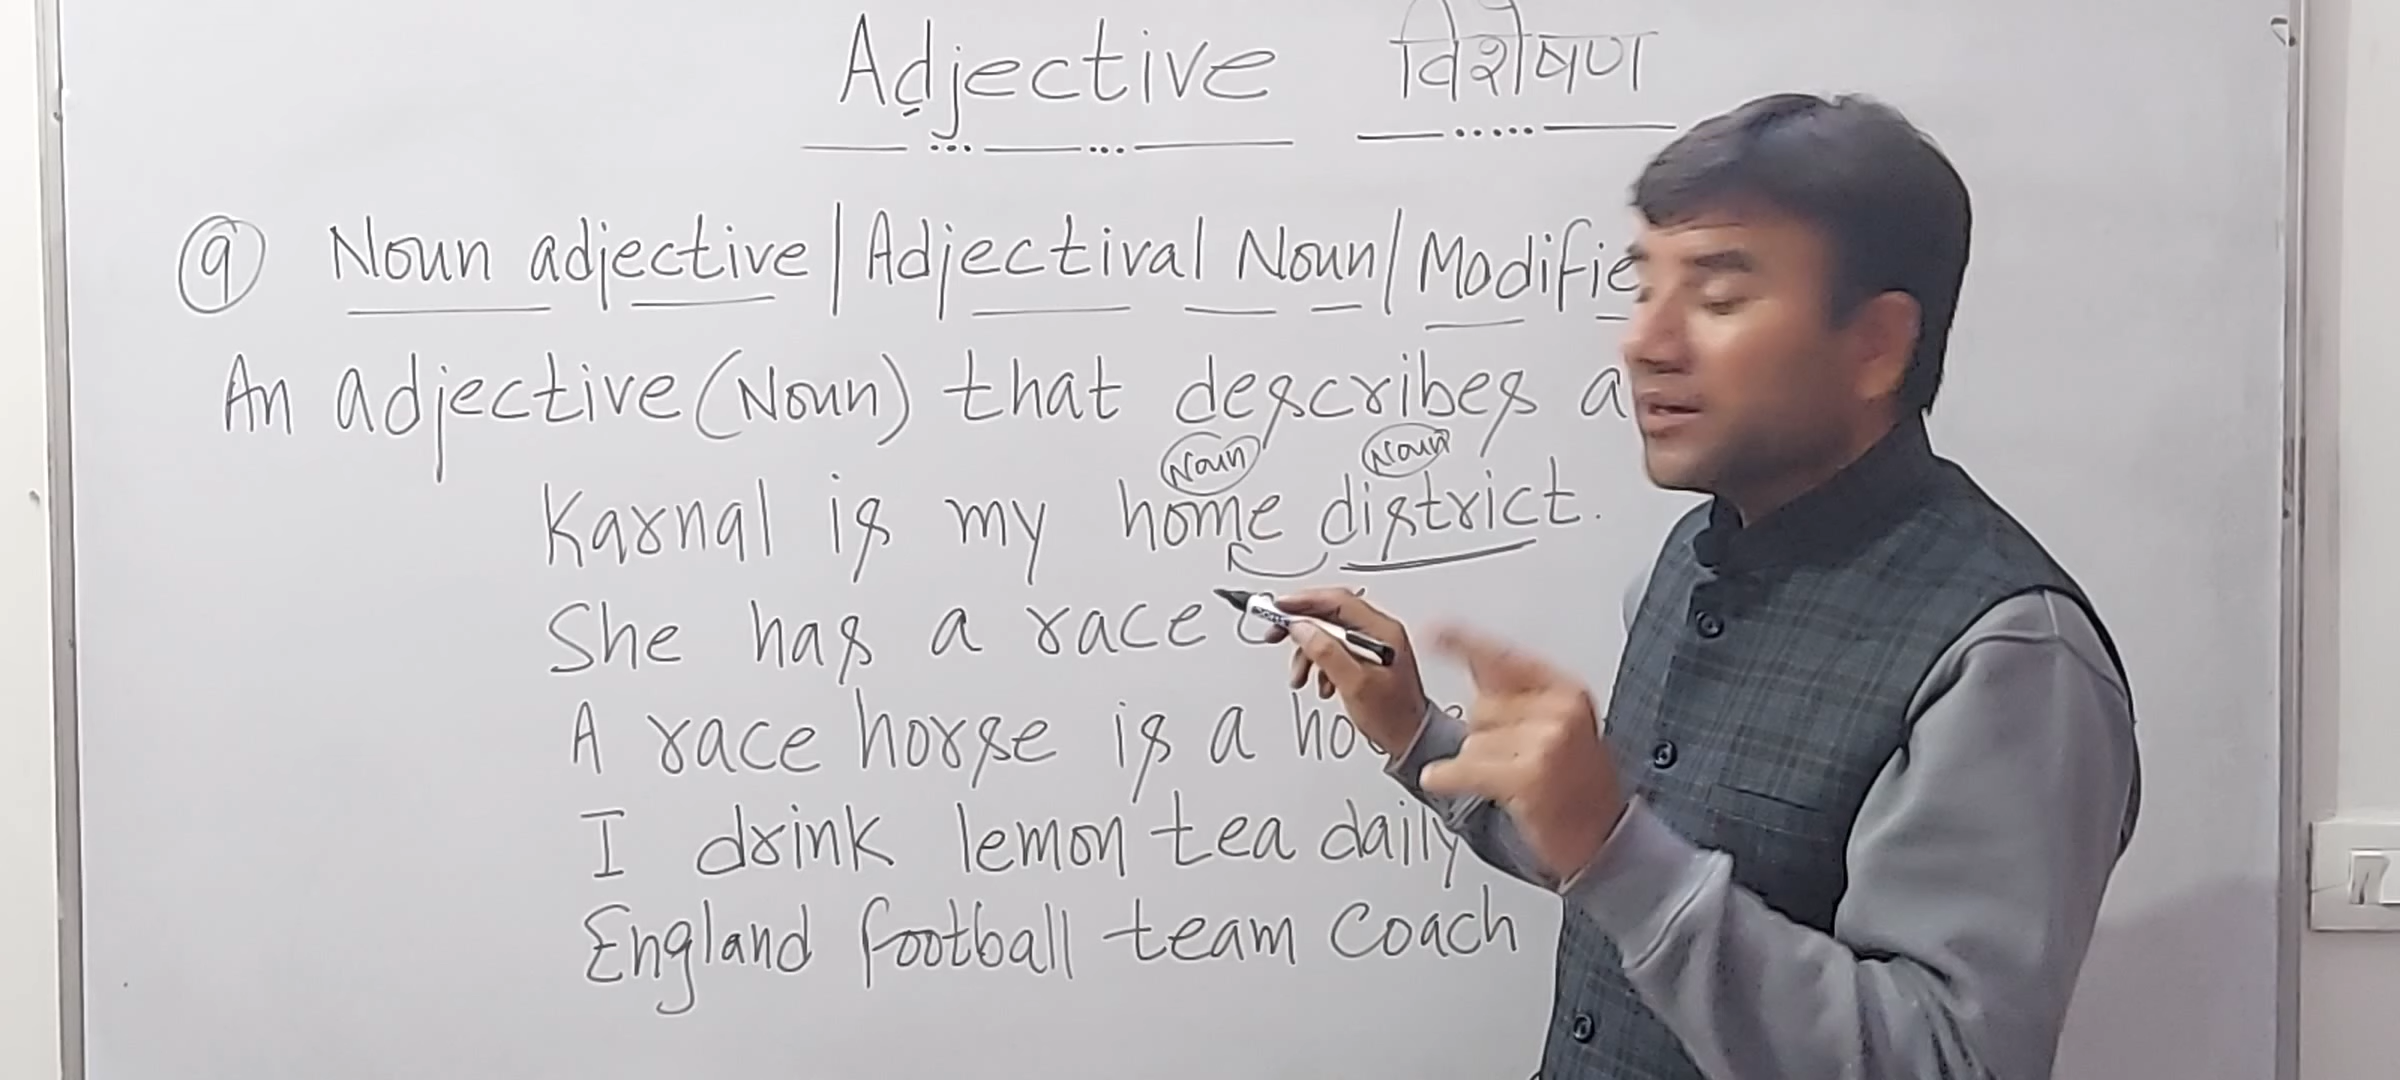 Adjective विशेषण
9 Noun adjective | Adjectival Noun | Modifie
An adjective (Noun) that describes a
Noun Noun
Karnal is my home district.
She has a race
A race horse is a
I drink lemon tea daily
England football team coach